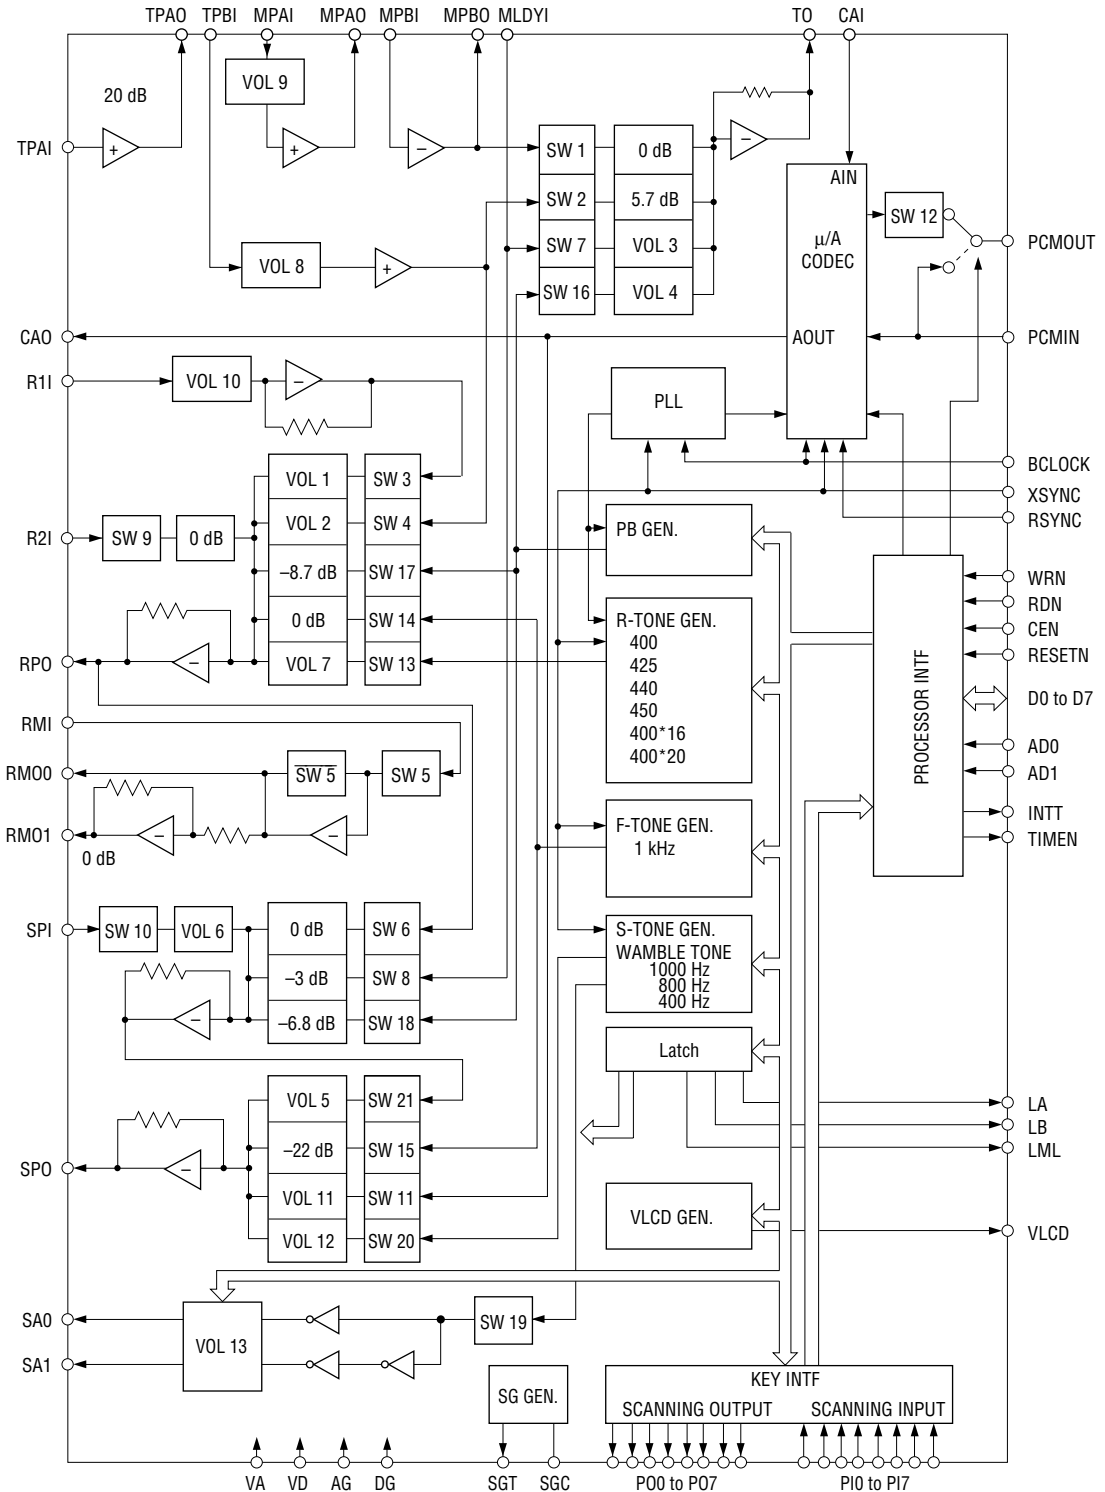 TPAO TPBI MPAI MPAO MPBI MPBO MLDYI TO CAI
VOL 9
20 dB
TPAI
+
+
−
−
SW 1 0 dB
SW 2 5.7 dB
SW 7 VOL 3
SW 16 VOL 4
AIN
μ/A
CODEC
AOUT
SW 12
PCMOUT
VOL 8
+
CAO
PCMIN
R1I
VOL 10
−
PLL
BCLOCK
XSYNC
RSYNC
VOL 1 SW 3
VOL 2 SW 4
–8.7 dB SW 17
0 dB SW 14
VOL 7 SW 13
R2I
SW 9
0 dB
PB GEN.
WRN
RDN
CEN
RESETN
D0 to D7
AD0
AD1
INTT
TIMEN
PROCESSOR INTF
R-TONE GEN.
400
425
440
450
400*16
400*20
RPO
−
RMI
RMO0
SW 5
SW 5
RMO1
−
−
0 dB
F-TONE GEN.
1 kHz
SPI
SW 10
VOL 6
0 dB SW 6
–3 dB SW 8
–6.8 dB SW 18
−
S-TONE GEN.
WAMBLE TONE
1000 Hz
800 Hz
400 Hz
Latch
LA
LB
LML
VOL 5 SW 21
–22 dB SW 15
VOL 11 SW 11
VOL 12 SW 20
SPO
−
VLCD GEN.
VLCD
SA0
SA1
VOL 13
SW 19
SG GEN.
KEY INTF
SCANNING OUTPUT SCANNING INPUT
VA VD AG DG SGT SGC PO0 to PO7 PI0 to PI7